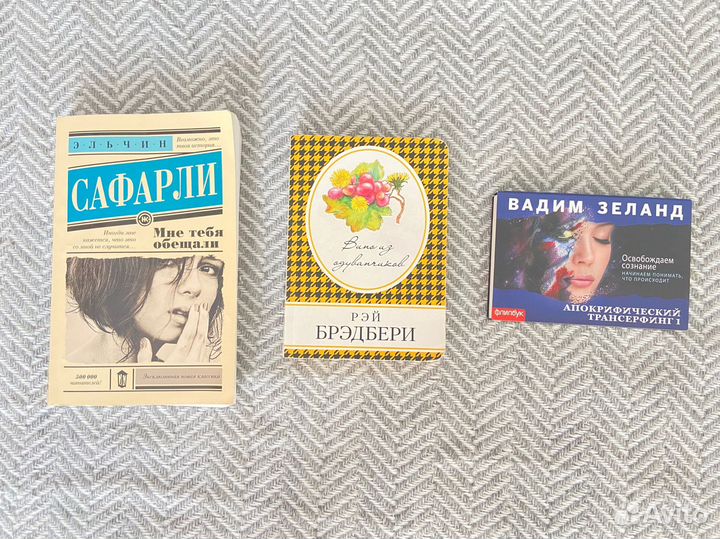 Э·Л·Ь·Ч·И·Н
Возможно, это
твоя история...
САФАРЛИ
Иногда мне
кажется, что это
со мной не случится...
Мне тебя
обещали
500 000
читателей!
Эксклюзивная новая классика
Вино из
одуванчиков
РЭЙ
БРЭДБЕРИ
ВАДИМ ЗЕЛАНД
Освобождаем
сознание
НАЧИНАЕМ ПОНИМАТЬ,
ЧТО ПРОИСХОДИТ
флипбук
АПОКРИФИЧЕСКИЙ
ТРАНСЕРФИНГ 1
Avito